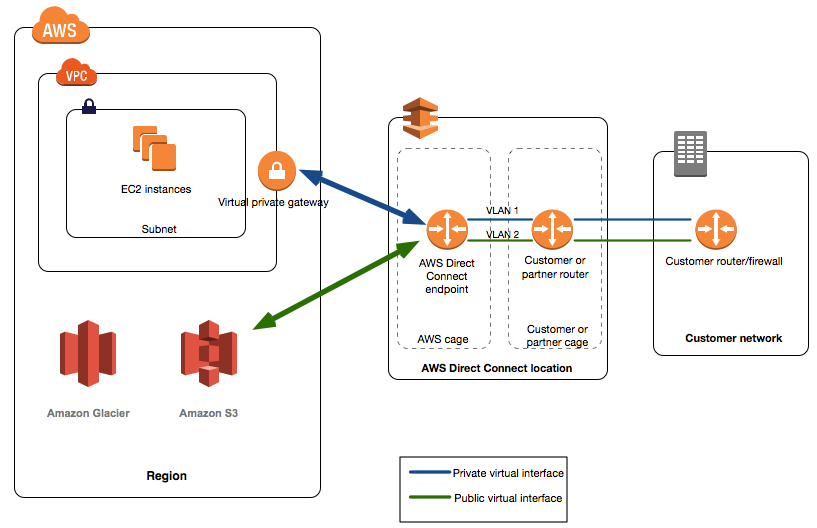 AWS
VPC
EC2 instances
Virtual private gateway
Subnet
Amazon Glacier
Amazon S3
Region
VLAN 1
VLAN 2
AWS Direct
Connect
endpoint
Customer or
partner router
AWS cage
Customer or
partner cage
AWS Direct Connect location
Customer router/firewall
Customer network
Private virtual interface
Public virtual interface